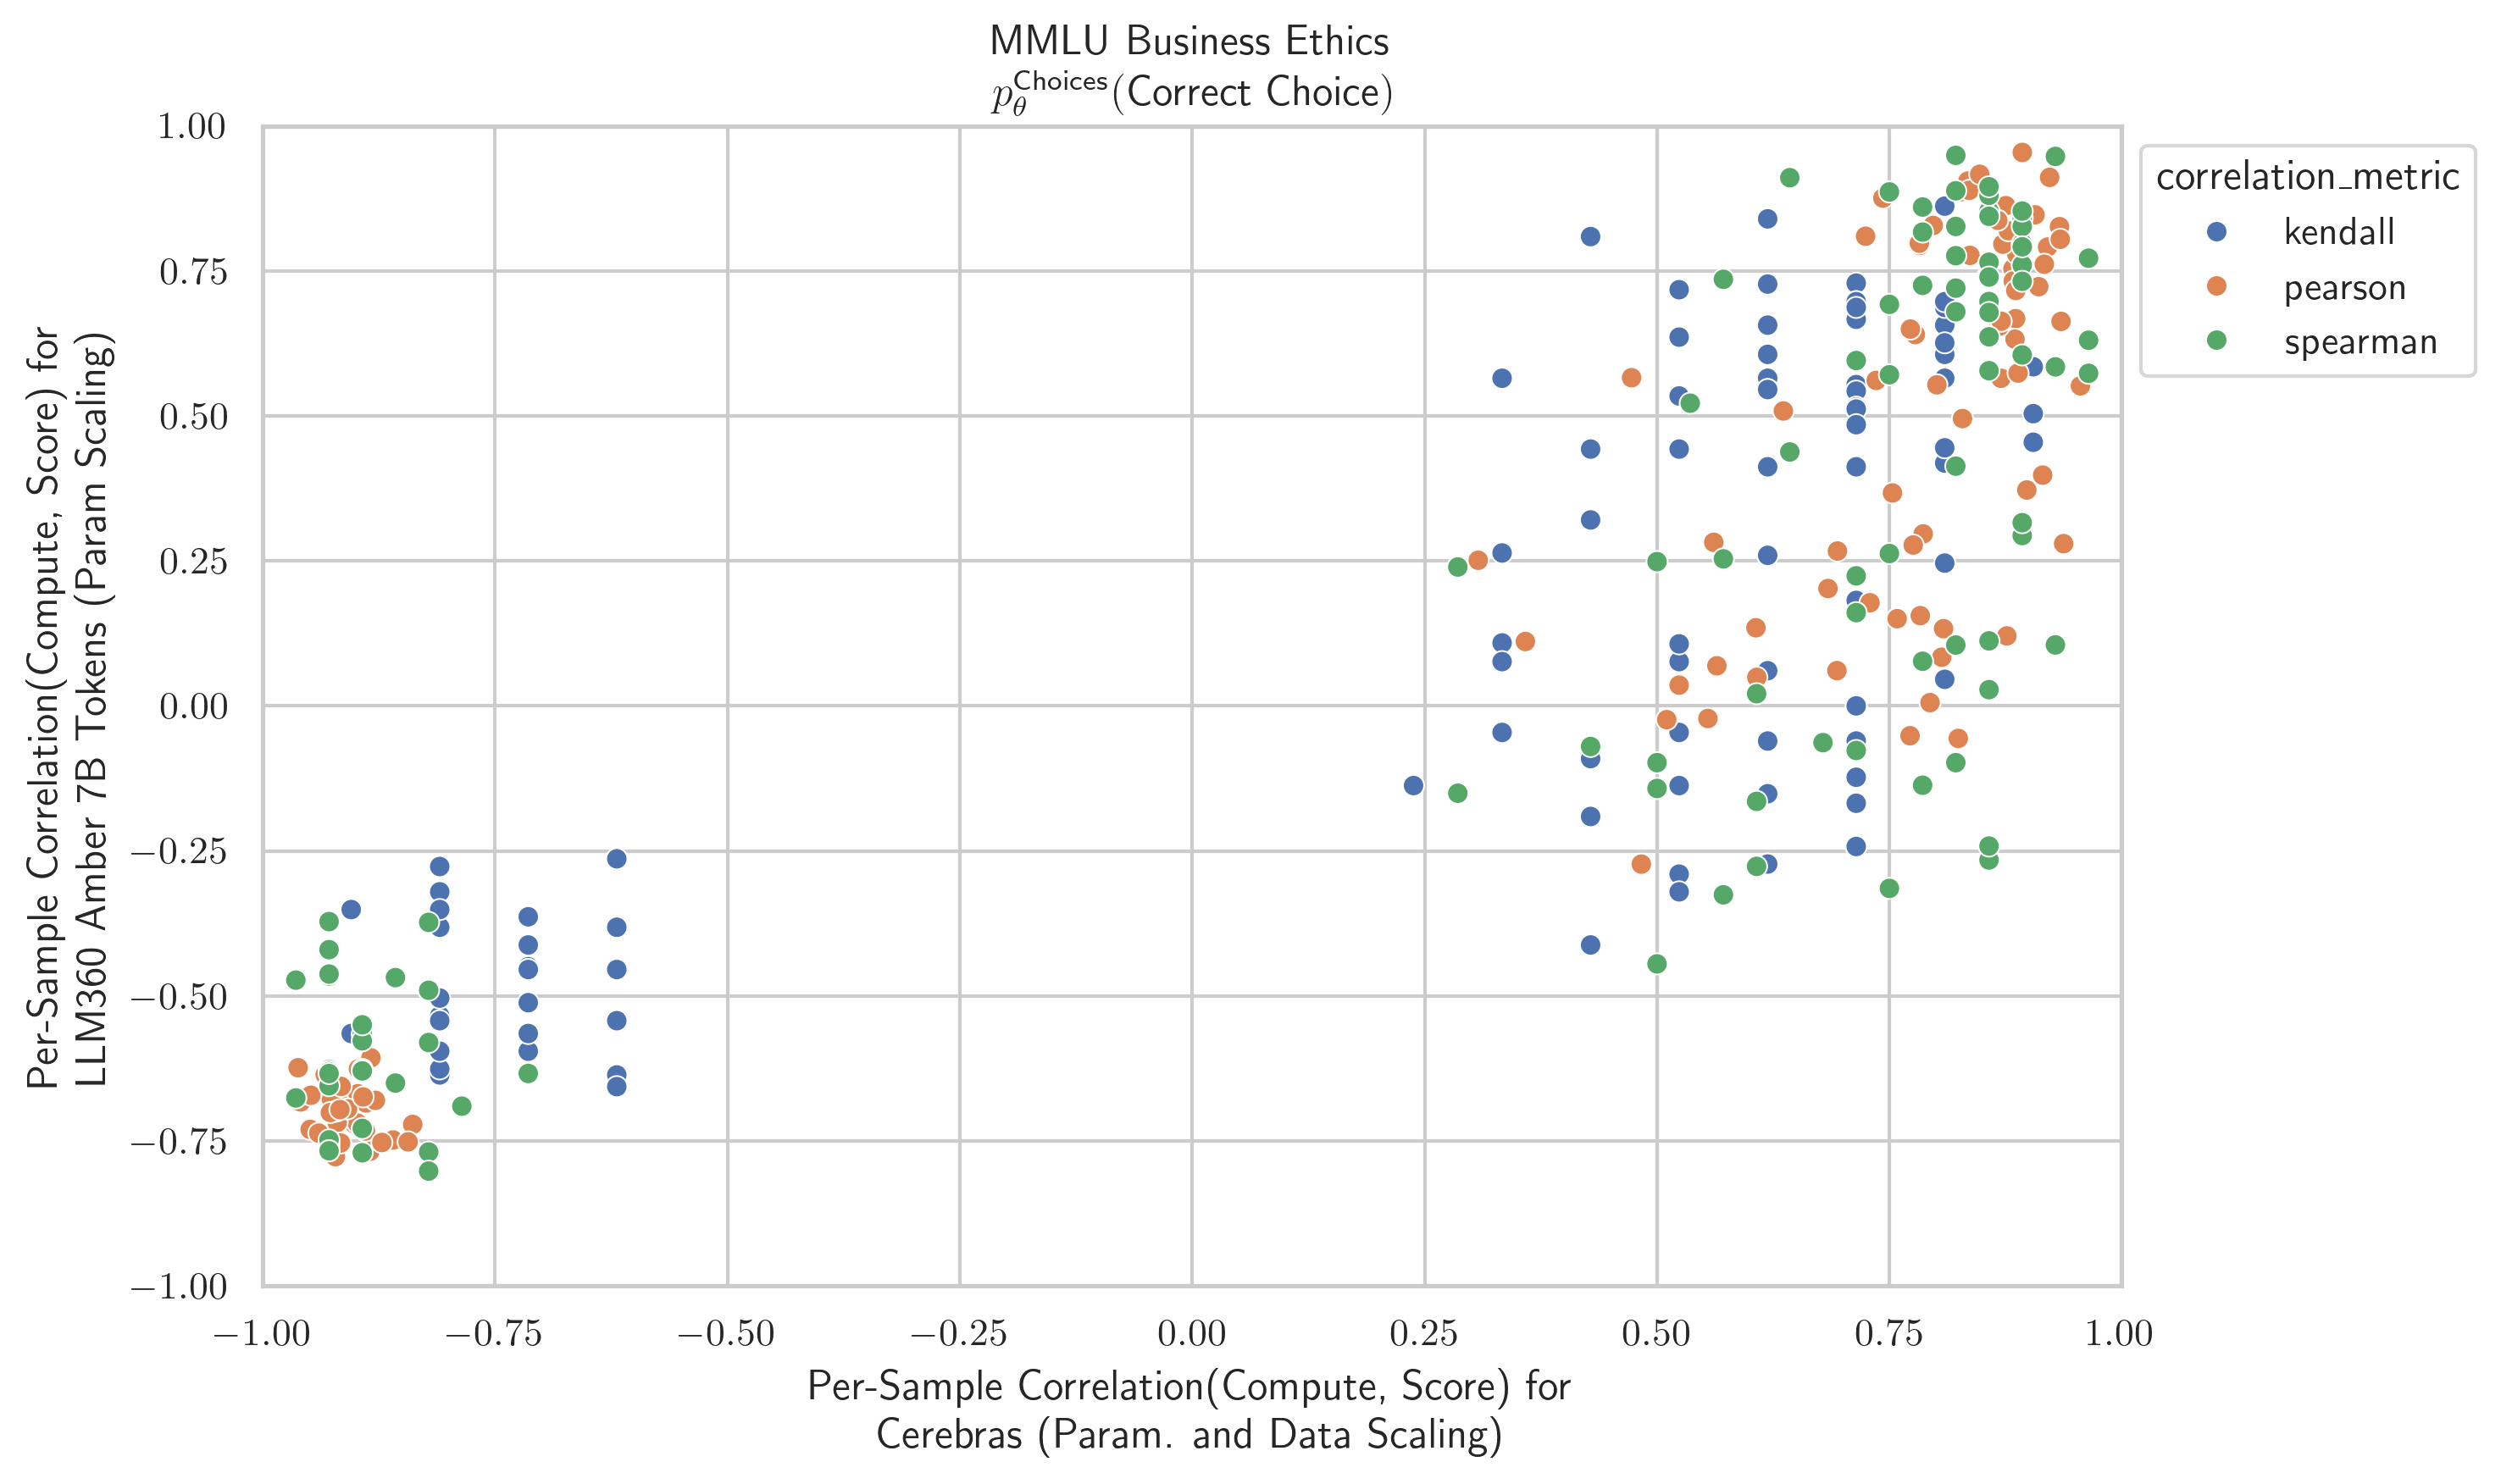 MMLU Business Ethics
p_θ^Choices(Correct Choice)
1.00
0.75
0.50
0.25
0.00
−0.25
−0.50
−0.75
−1.00
Per-Sample Correlation(Compute, Score) for
LLM360 Amber 7B Tokens (Param Scaling)
correlation_metric
kendall
pearson
spearman
−1.00 −0.75 −0.50 −0.25 0.00 0.25 0.50 0.75 1.00
Per-Sample Correlation(Compute, Score) for
Cerebras (Param. and Data Scaling)